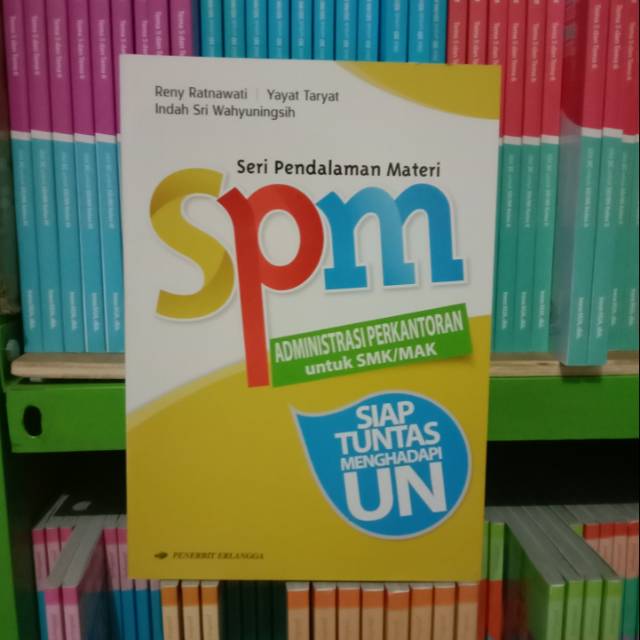 Reny Ratnawati | Yayat Taryat
Indah Sri Wahyuningsih
Seri Pendalaman Materi
spm
ADMINISTRASI PERKANTORAN
untuk SMK/MAK
SIAP
TUNTAS
MENGHADAPI
UN
PENERBIT ERLANGGA